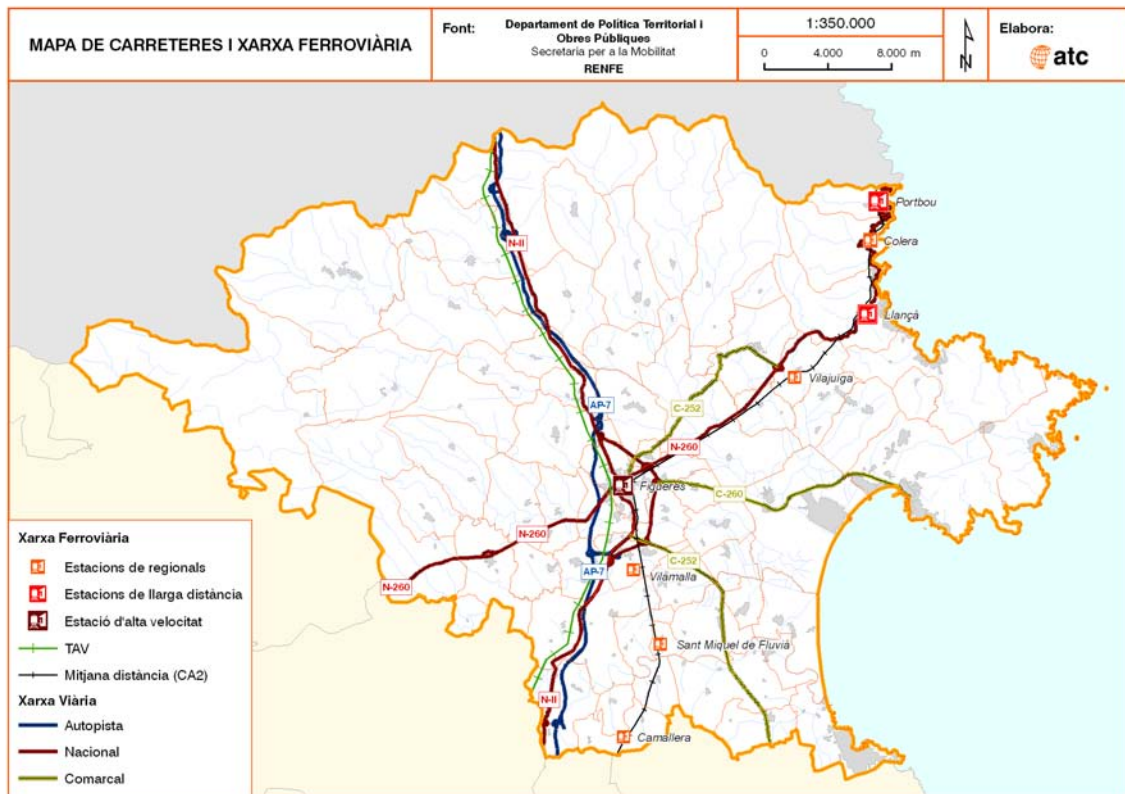 MAPA DE CARRETERES I XARXA FERROVIÀRIA
Font:
Departament de Política Territorial i
Obres Públiques
Secretaria per a la Mobilitat
RENFE
1:350.000
0 4.000 8.000 m
N
Elabora:
atc
Portbou
Colera
N-II
Llançà
Vilajuïga
AP-7
C-252
N-260
Figueres
C-260
N-260
C-252
AP-7
Vilamalla
N-260
Sant Miquel de Fluvià
N-II
Camallera
Xarxa Ferroviària
Estacions de regionals
Estacions de llarga distància
Estació d'alta velocitat
TAV
Mitjana distància (CA2)
Xarxa Viària
Autopista
Nacional
Comarcal